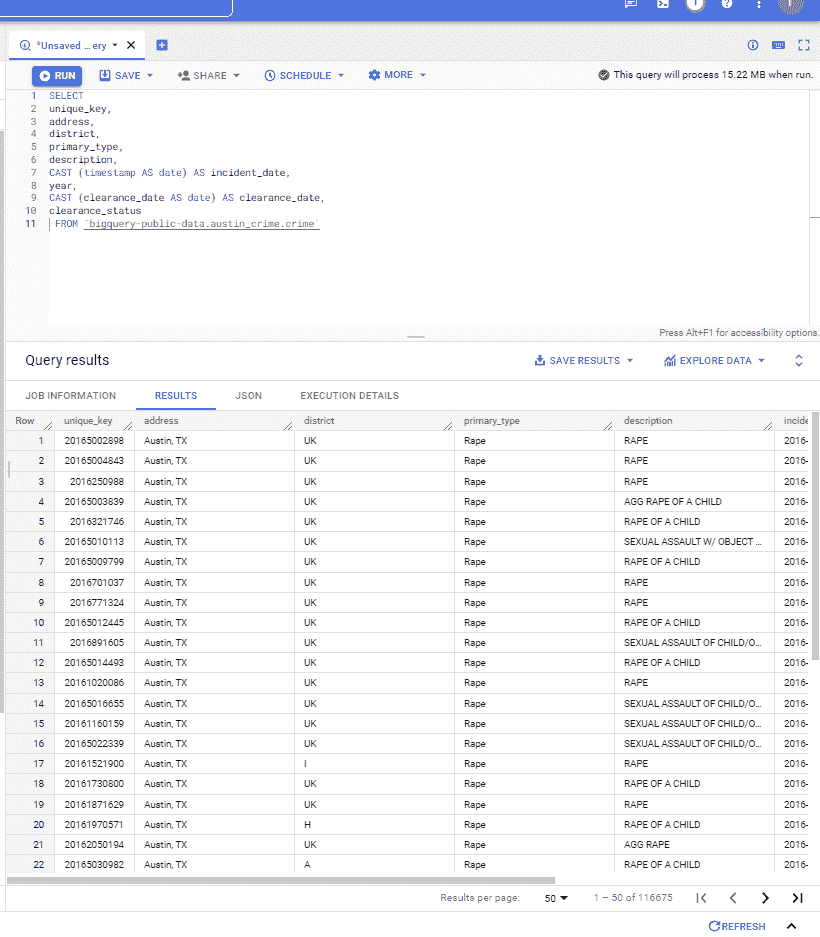 *Unsaved ... ery
RUN SAVE SHARE SCHEDULE MORE This query will process 15.22 MB when run.
1 SELECT
2 unique_key,
3 address,
4 district,
5 primary_type,
6 description,
7 CAST (timestamp AS date) AS incident_date,
8 year,
9 CAST (clearance_date AS date) AS clearance_date,
10 clearance_status
11 FROM `bigquery-public-data.austin_crime.crime`
Press Alt+F1 for accessibility options.
Query results SAVE RESULTS EXPLORE DATA
JOB INFORMATION RESULTS JSON EXECUTION DETAILS
Row unique_key address district primary_type description incide
1 20165002898 Austin, TX UK Rape RAPE 2016-
2 20165004843 Austin, TX UK Rape RAPE 2016-
3 2016250988 Austin, TX UK Rape RAPE 2016-
4 20165003839 Austin, TX UK Rape AGG RAPE OF A CHILD 2016-
5 2016321746 Austin, TX UK Rape RAPE OF A CHILD 2016-
6 20165010113 Austin, TX UK Rape SEXUAL ASSAULT W/ OBJECT ... 2016-
7 20165009799 Austin, TX UK Rape RAPE OF A CHILD 2016-
8 2016701037 Austin, TX UK Rape RAPE 2016-
9 2016771324 Austin, TX UK Rape RAPE 2016-
10 20165012445 Austin, TX UK Rape RAPE OF A CHILD 2016-
11 2016891605 Austin, TX UK Rape SEXUAL ASSAULT OF CHILD/O... 2016-
12 20165014493 Austin, TX UK Rape RAPE OF A CHILD 2016-
13 20161020086 Austin, TX UK Rape RAPE 2016-
14 20165016655 Austin, TX UK Rape SEXUAL ASSAULT OF CHILD/O... 2016-
15 20161160159 Austin, TX UK Rape SEXUAL ASSAULT OF CHILD/O... 2016-
16 20165022339 Austin, TX UK Rape SEXUAL ASSAULT OF CHILD/O... 2016-
17 20161521900 Austin, TX I Rape RAPE 2016-
18 20161730800 Austin, TX UK Rape RAPE OF A CHILD 2016-
19 20161871629 Austin, TX UK Rape RAPE 2016-
20 20161970571 Austin, TX H Rape RAPE OF A CHILD 2016-
21 20162050194 Austin, TX UK Rape AGG RAPE 2016-
22 20165030982 Austin, TX A Rape RAPE OF A CHILD 2016-
Results per page: 50 1 – 50 of 116675
REFRESH